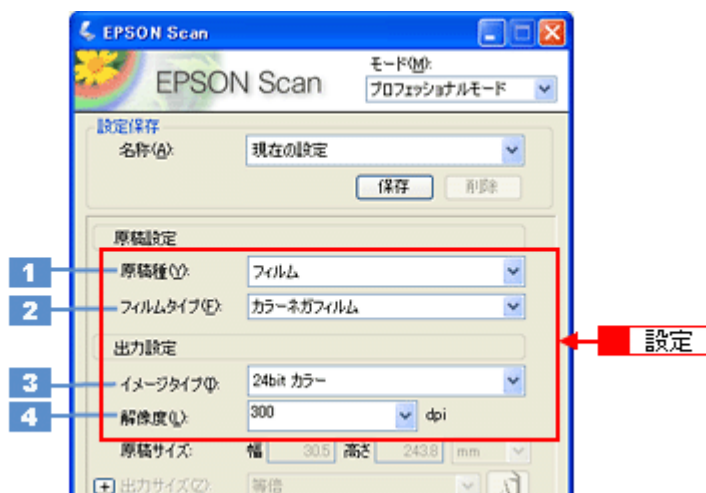 EPSON Scan
EPSON Scan
モード(M):
プロフェッショナルモード
設定保存
名称(A):
現在の設定
保存
削除
原稿設定
1
原稿種(Y):
フィルム
2
フィルムタイプ(F):
カラーネガフィルム
設定
出力設定
3
イメージタイプ(I):
24bit カラー
4
解像度(L):
300
dpi
原稿サイズ:
幅
30.5
高さ
243.8
mm
出力サイズ(Z):
等倍